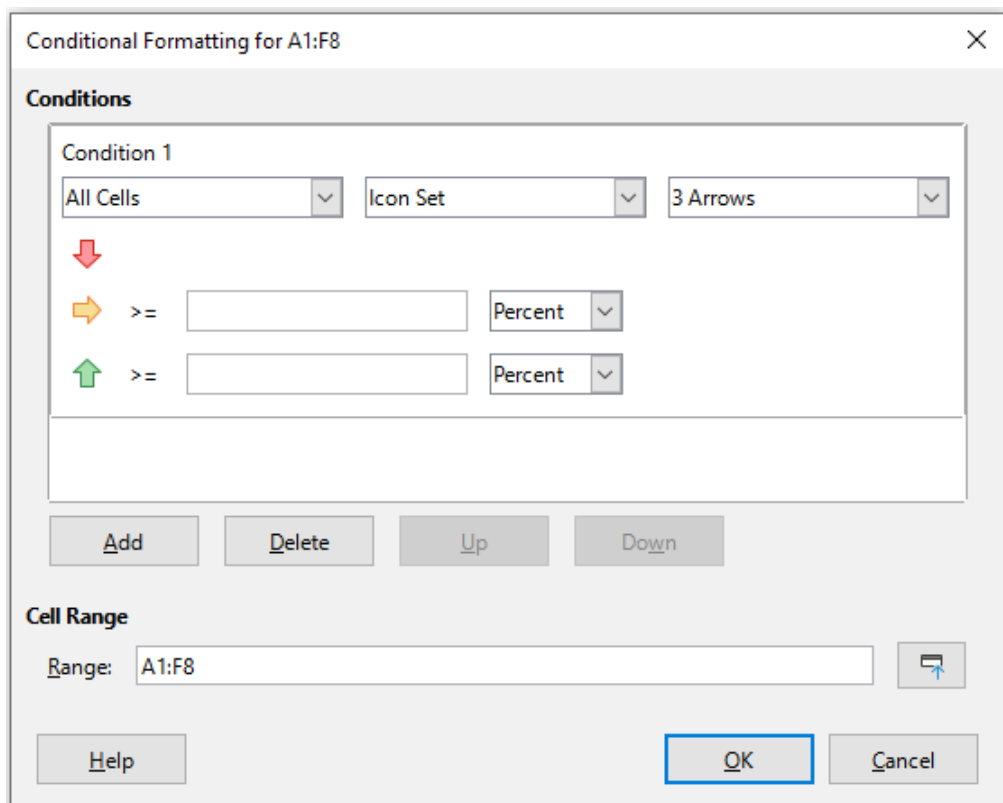 Conditional Formatting for A1:F8
Conditions
Condition 1
All Cells Icon Set 3 Arrows
>= Percent
>= Percent
Add Delete Up Down
Cell Range
Range: A1:F8
Help OK Cancel